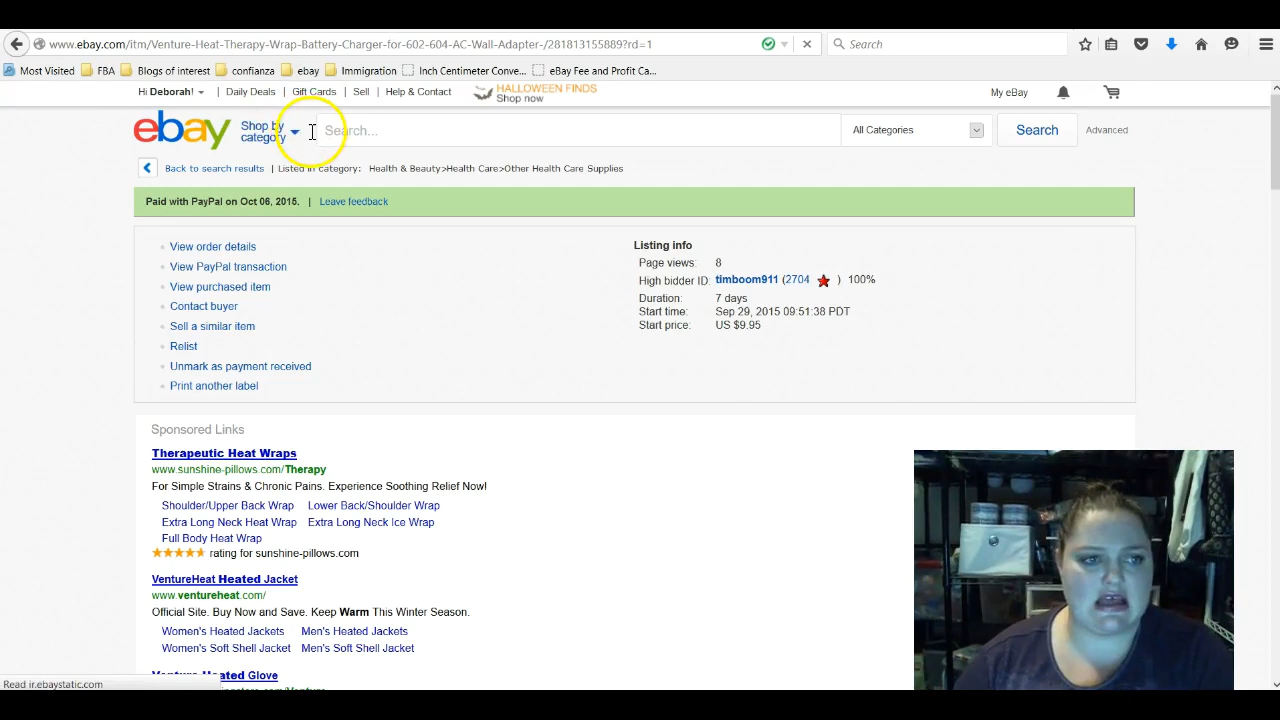 www.ebay.com/itm/Venture-Heat-Therapy-Wrap-Battery-Charger-for-602-604-AC-Wall-Adapter-/281813155889?rd=1
Search
Most Visited FBA Blogs of interest confianza ebay Immigration Inch Centimeter Conve... eBay Fee and Profit Ca...
Hi Deborah! | Daily Deals | Gift Cards | Sell | Help & Contact
HALLOWEEN FINDS
Shop now
My eBay
ebay
Shop by
category
Search...
All Categories
Search
Advanced
Back to search results | Listed in category: Health & Beauty>Health Care>Other Health Care Supplies
Paid with PayPal on Oct 06, 2015. | Leave feedback
View order details
View PayPal transaction
View purchased item
Contact buyer
Sell a similar item
Relist
Unmark as payment received
Print another label
Listing info
Page views: 8
High bidder ID: timboom911 (2704 ) 100%
Duration: 7 days
Start time: Sep 29, 2015 09:51:38 PDT
Start price: US $9.95
Sponsored Links
Therapeutic Heat Wraps
www.sunshine-pillows.com/Therapy
For Simple Strains & Chronic Pains. Experience Soothing Relief Now!
Shoulder/Upper Back Wrap Lower Back/Shoulder Wrap
Extra Long Neck Heat Wrap Extra Long Neck Ice Wrap
Full Body Heat Wrap
rating for sunshine-pillows.com
VentureHeat Heated Jacket
www.ventureheat.com/
Official Site. Buy Now and Save. Keep Warm This Winter Season.
Women's Heated Jackets Men's Heated Jackets
Women's Soft Shell Jacket Men's Soft Shell Jacket
Venture Heated Glove
Read ir.ebaystatic.com